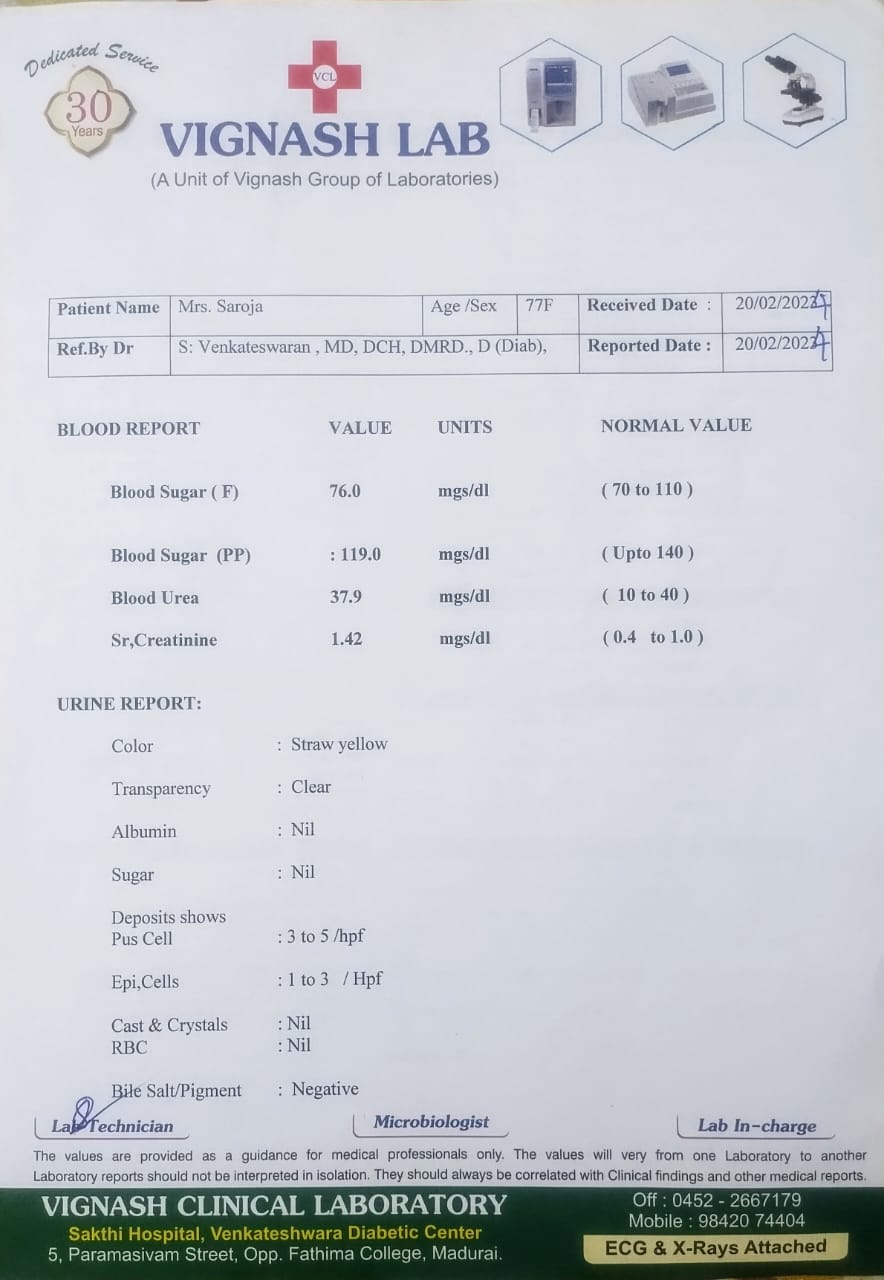 Dedicated Service
30
Years
VCL
VIGNASH LAB
(A Unit of Vignash Group of Laboratories)
Patient Name Mrs. Saroja Age /Sex 77F Received Date : 20/02/2024
Ref.By Dr S: Venkateswaran , MD, DCH, DMRD., D (Diab), Reported Date : 20/02/2024
BLOOD REPORT VALUE UNITS NORMAL VALUE
Blood Sugar ( F) 76.0 mgs/dl ( 70 to 110 )
Blood Sugar (PP) : 119.0 mgs/dl ( Upto 140 )
Blood Urea 37.9 mgs/dl ( 10 to 40 )
Sr,Creatinine 1.42 mgs/dl ( 0.4 to 1.0 )
URINE REPORT:
Color : Straw yellow
Transparency : Clear
Albumin : Nil
Sugar : Nil
Deposits shows
Pus Cell : 3 to 5 /hpf
Epi,Cells : 1 to 3 / Hpf
Cast & Crystals : Nil
RBC : Nil
Bile Salt/Pigment : Negative
Lab Technician Microbiologist Lab In-charge
The values are provided as a guidance for medical professionals only. The values will very from one Laboratory to another
Laboratory reports should not be interpreted in isolation. They should always be correlated with Clinical findings and other medical reports.
VIGNASH CLINICAL LABORATORY
Sakthi Hospital, Venkateshwara Diabetic Center
5, Paramasivam Street, Opp. Fathima College, Madurai.
Off : 0452 - 2667179
Mobile : 98420 74404
ECG & X-Rays Attached